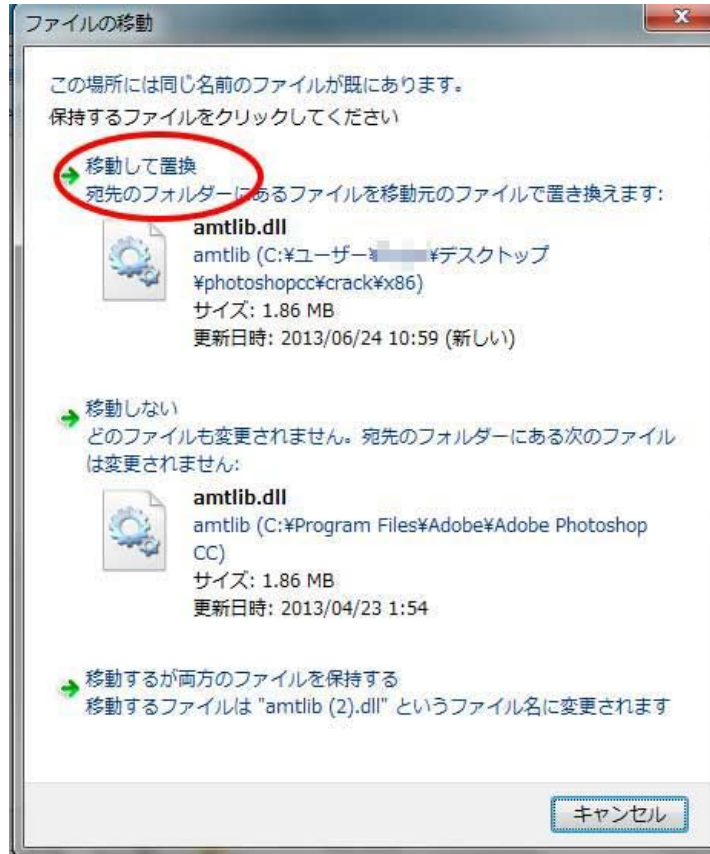 ファイルの移動
この場所には同じ名前のファイルが既にあります。
保持するファイルをクリックしてください
移動して置換
宛先のフォルダーにあるファイルを移動元のファイルで置き換えます:
amtlib.dll
amtlib (C:¥ユーザー¥ ¥デスクトップ
¥photoshopcc¥crack¥x86)
サイズ: 1.86 MB
更新日時: 2013/06/24 10:59 (新しい)
移動しない
どのファイルも変更されません。宛先のフォルダーにある次のファイル
は変更されません:
amtlib.dll
amtlib (C:¥Program Files¥Adobe¥Adobe Photoshop
CC)
サイズ: 1.86 MB
更新日時: 2013/04/23 1:54
移動するが両方のファイルを保持する
移動するファイルは "amtlib (2).dll" というファイル名に変更されます
キャンセル